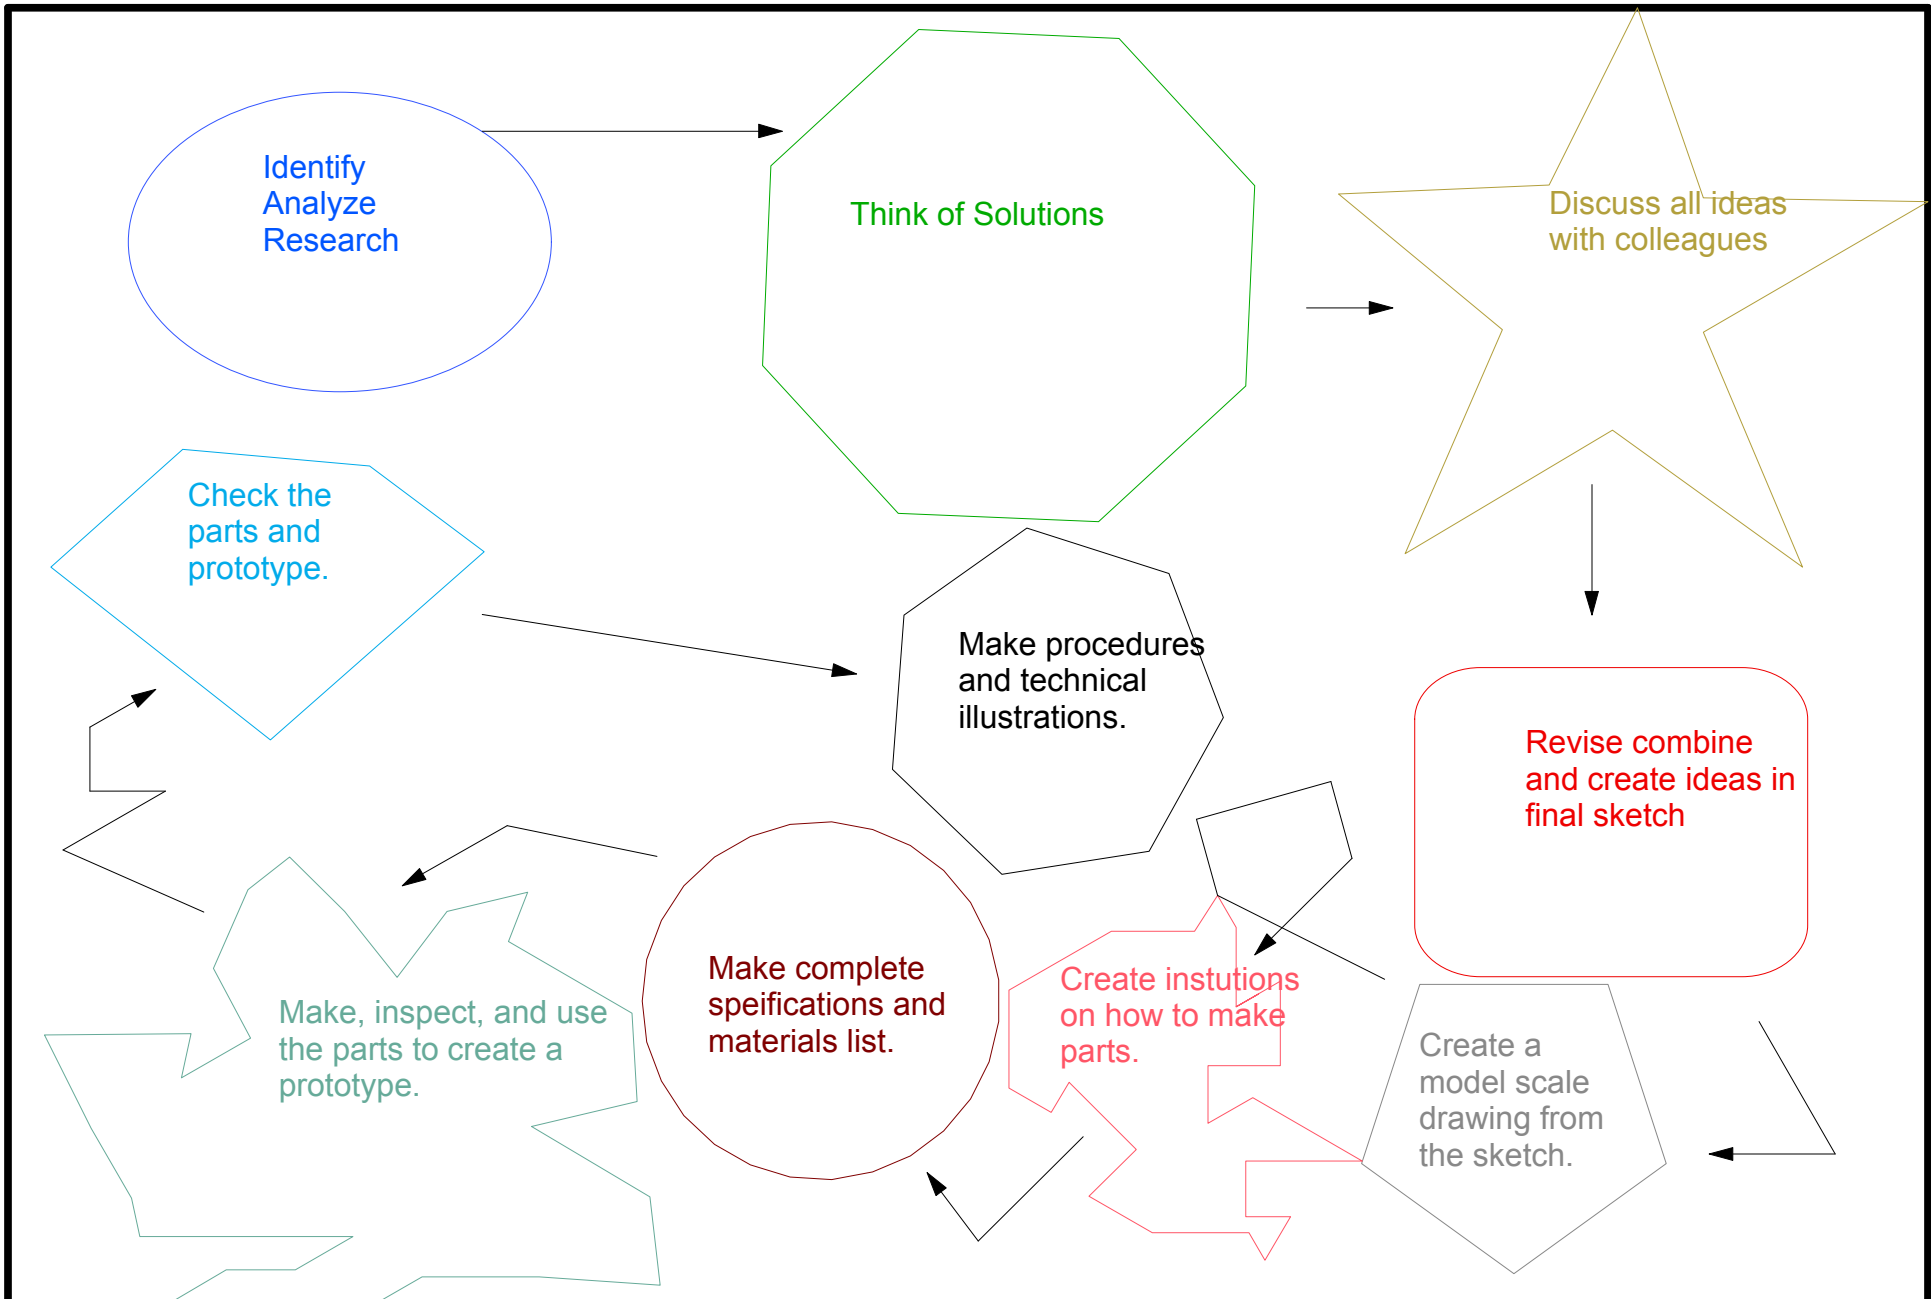 Identify
Analyze
Research
Think of Solutions
Discuss all ideas
with colleagues
Check the
parts and
prototype.
Make procedures
and technical
illustrations.
Revise combine
and create ideas in
final sketch
Make, inspect, and use
the parts to create a
prototype.
Make complete
speifications and
materials list.
Create instutions
on how to make
parts.
Create a
model scale
drawing from
the sketch.